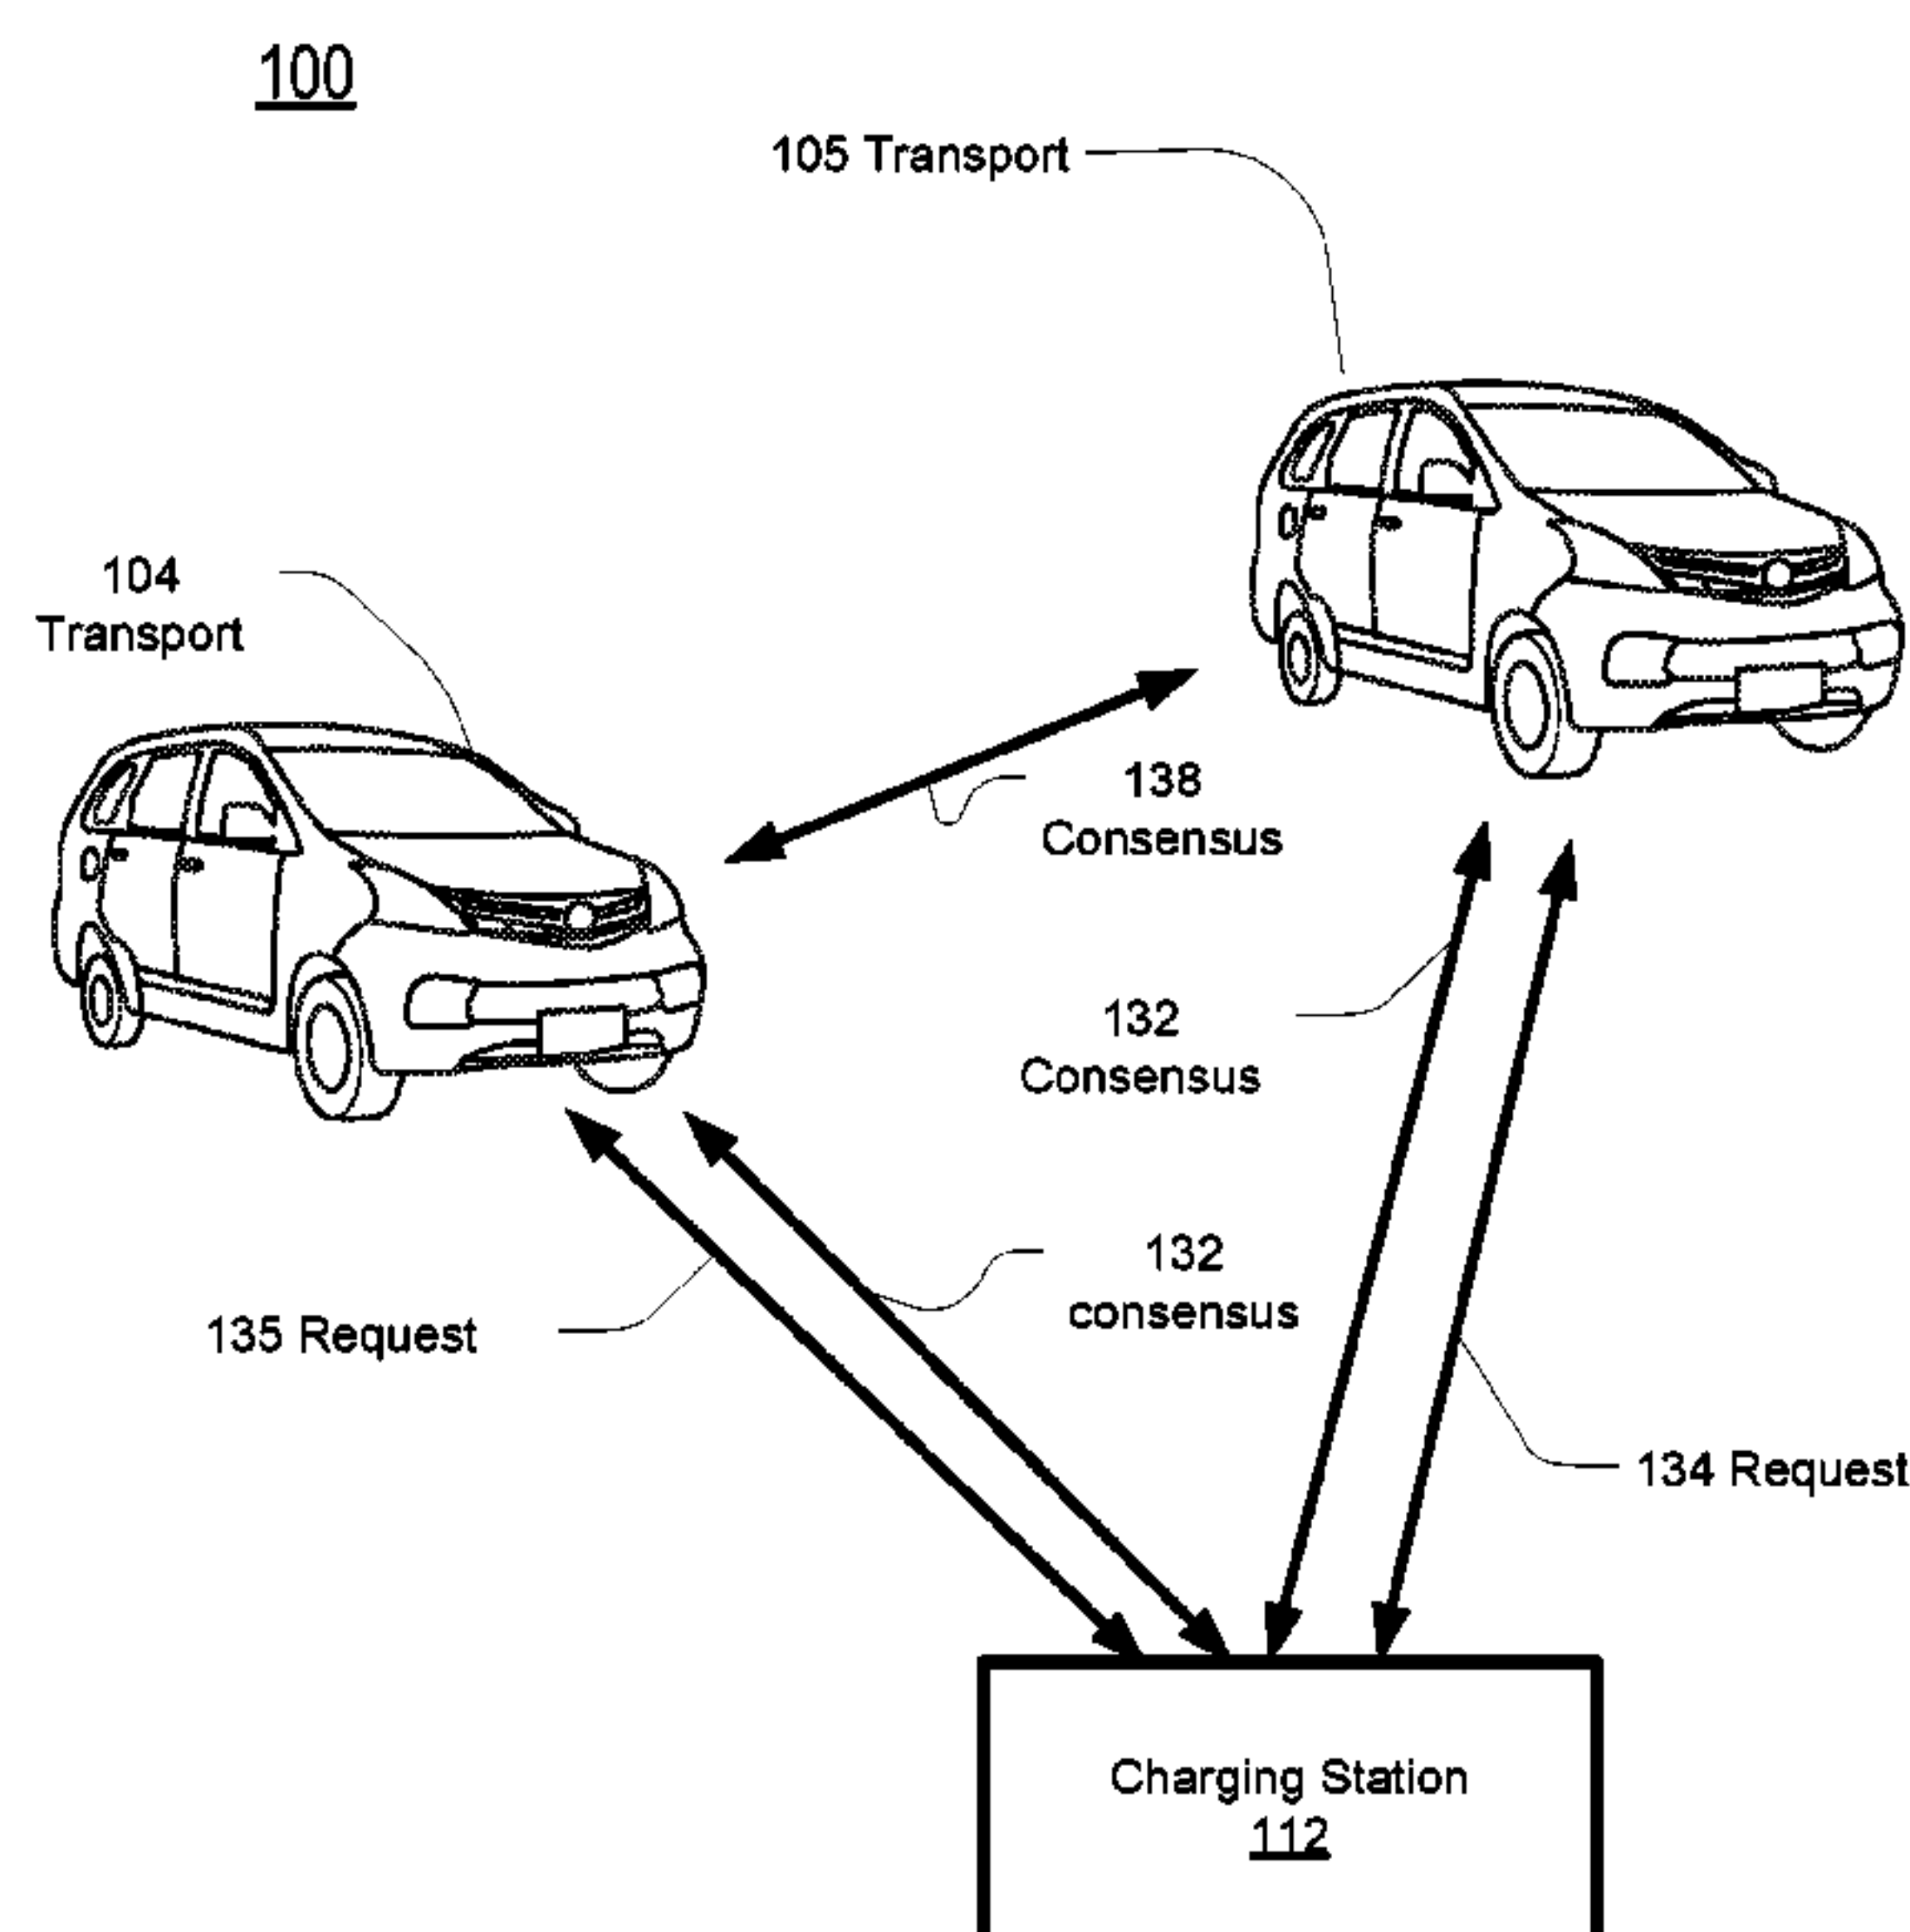 100
105 Transport
104
Transport
138
Consensus
132
Consensus
132
consensus
135 Request
134 Request
Charging Station
112